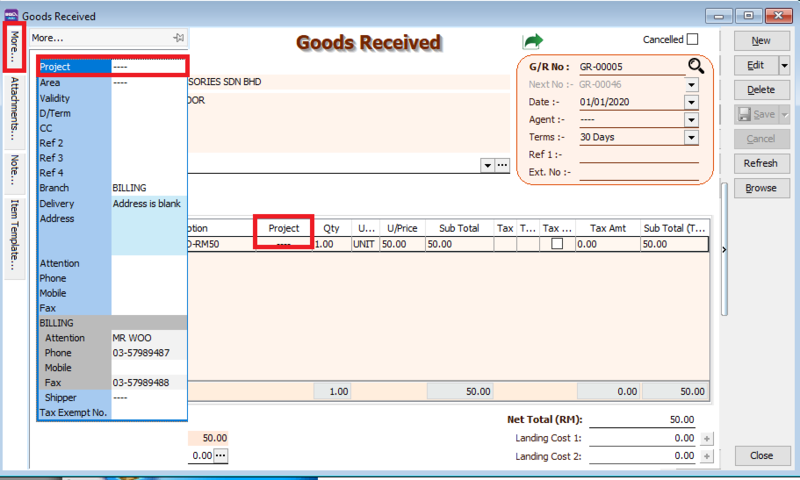 Goods Received
More...
Attachments...
Note...
Item Template...
More...
Project ----
Area ----
Validity
D/Term
CC
Ref 2
Ref 3
Ref 4
Branch BILLING
Delivery Address is blank
Address
Attention
Phone
Mobile
Fax
BILLING
Attention MR WOO
Phone 03-57989487
Mobile
Fax 03-57989488
Shipper ----
Tax Exempt No.
Goods Received
Cancelled
SORIES SDN BHD
OOR
G/R No : GR-00005
Next No :- GR-00046
Date :- 01/01/2020
Agent :- ----
Terms :- 30 Days
Ref 1 :-
Ext. No :-
ption Project Qty U... U/Price Sub Total Tax T... Tax ... Tax Amt Sub Total (T...
D-RM50 ---- 1.00 UNIT 50.00 50.00 0.00 50.00
1.00 50.00 0.00 50.00
50.00
0.00
Net Total (RM): 50.00
Landing Cost 1: 0.00
Landing Cost 2: 0.00
New
Edit
Delete
Save
Cancel
Refresh
Browse
Close